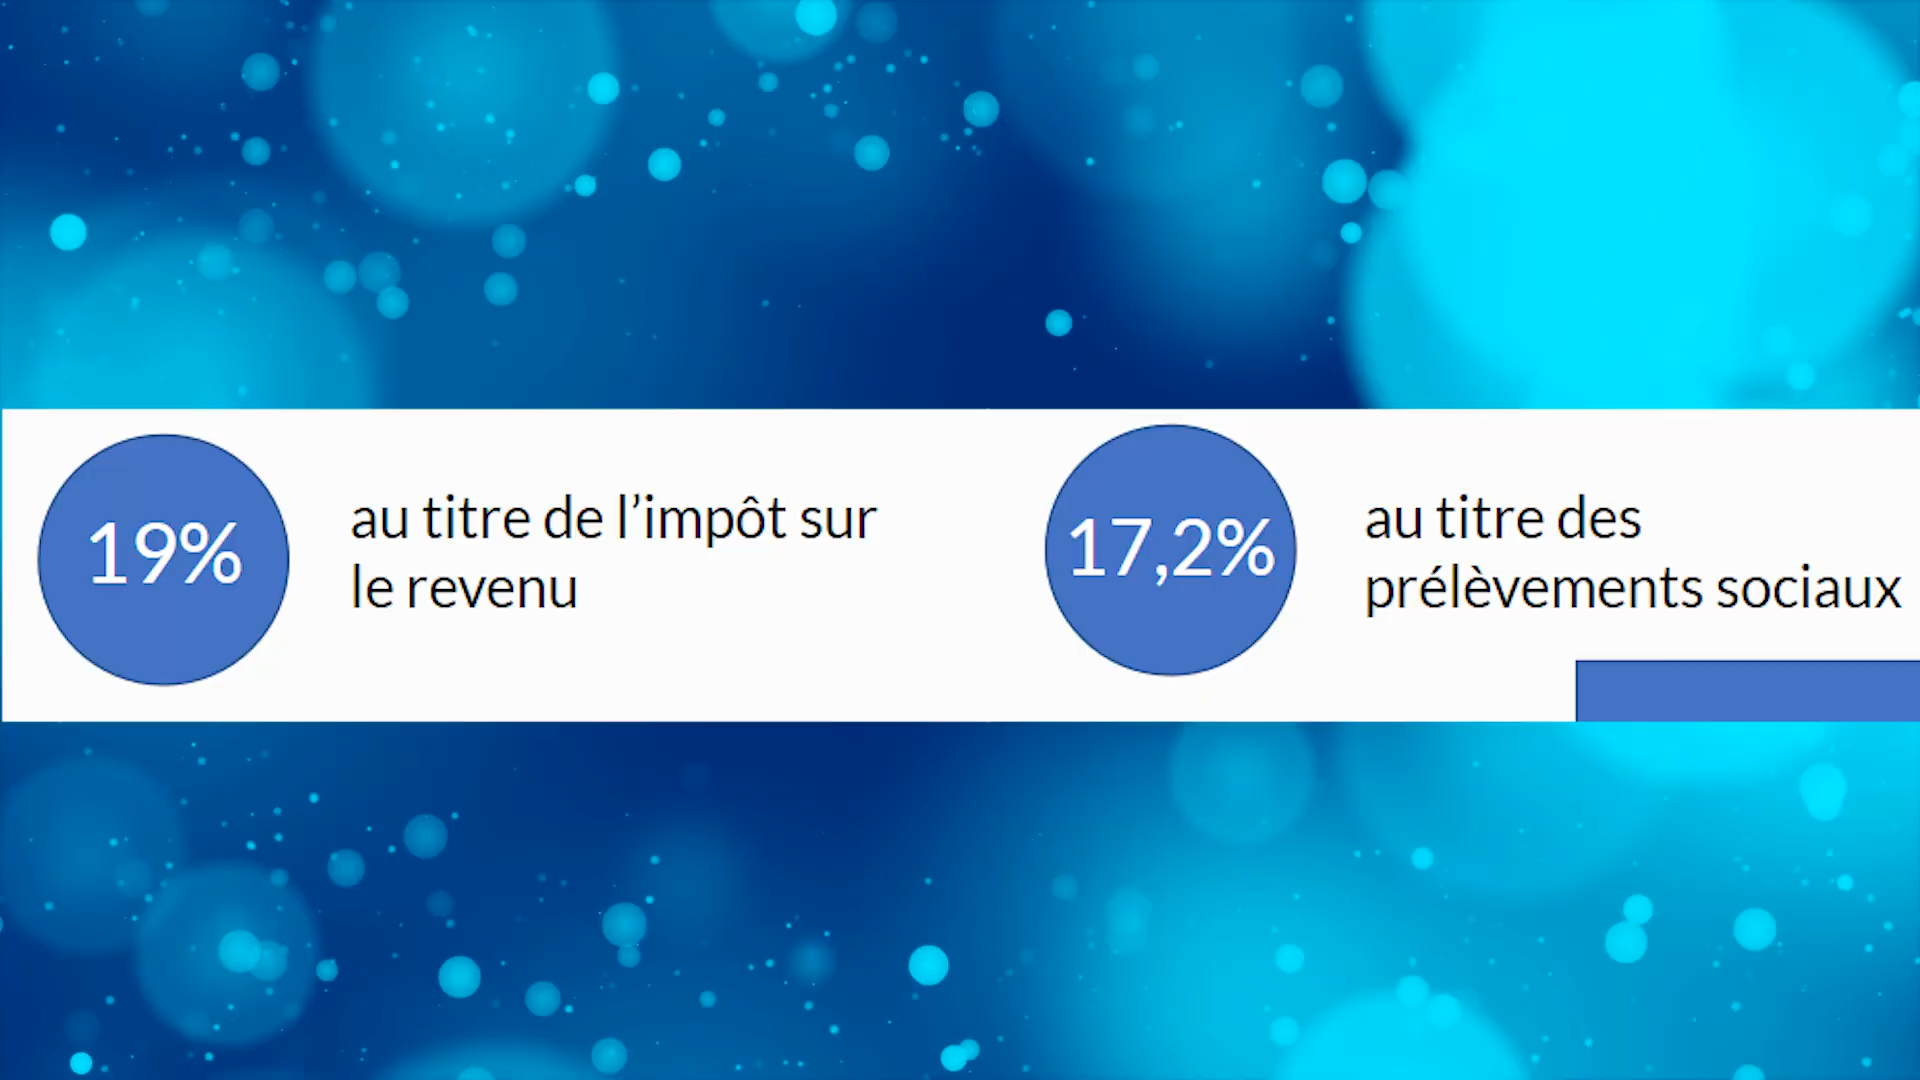 19%
au titre de l’impôt sur
le revenu
17,2%
au titre des
prélèvements sociaux